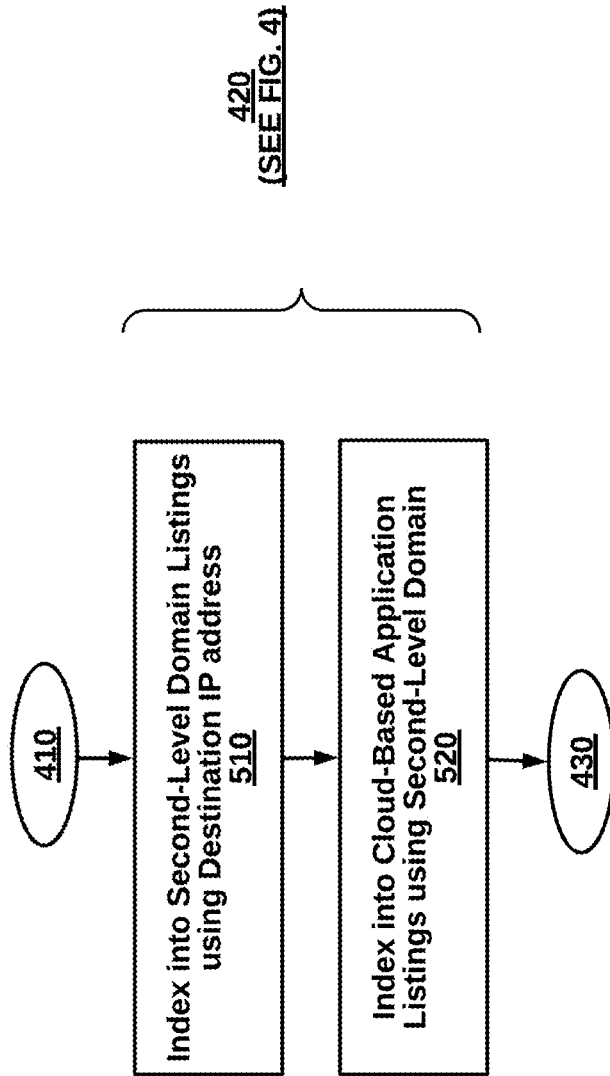 410
Index into Second-Level Domain Listings
using Destination IP address
510
Index into Cloud-Based Application
Listings using Second-Level Domain
520
430
420
(SEE FIG. 4)